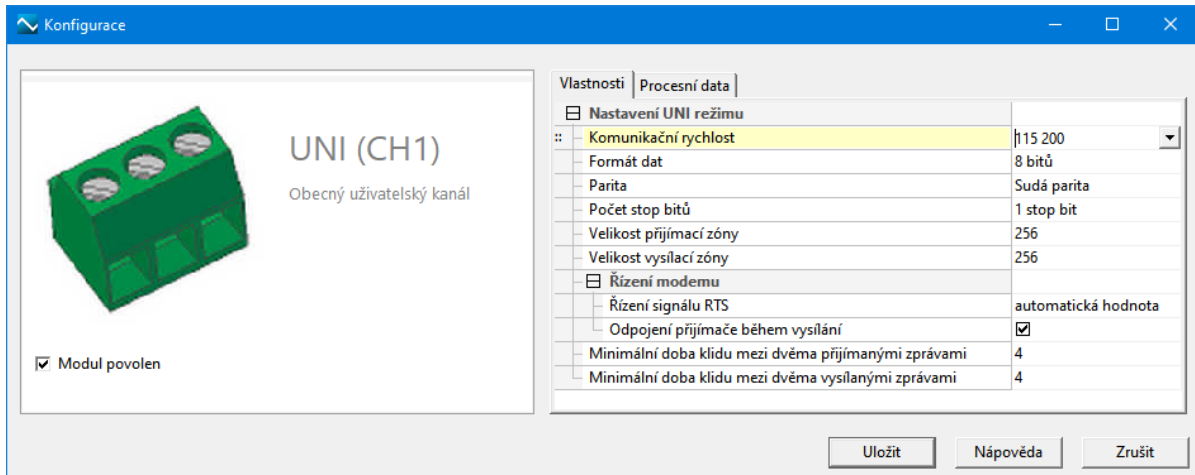 Konfigurace
UNI (CH1)
Obecný uživatelský kanál
Modul povolen
Vlastnosti Procesní data
Nastavení UNI režimu
Komunikační rychlost 115 200
Formát dat 8 bitů
Parita Sudá parita
Počet stop bitů 1 stop bit
Velikost přijímací zóny 256
Velikost vysílací zóny 256
Řízení modemu
Řízení signálu RTS automatická hodnota
Odpojení přijímače během vysílání
Minimální doba klidu mezi dvěma přijímanými zprávami 4
Minimální doba klidu mezi dvěma vysílanými zprávami 4
Uložit Nápověda Zrušit